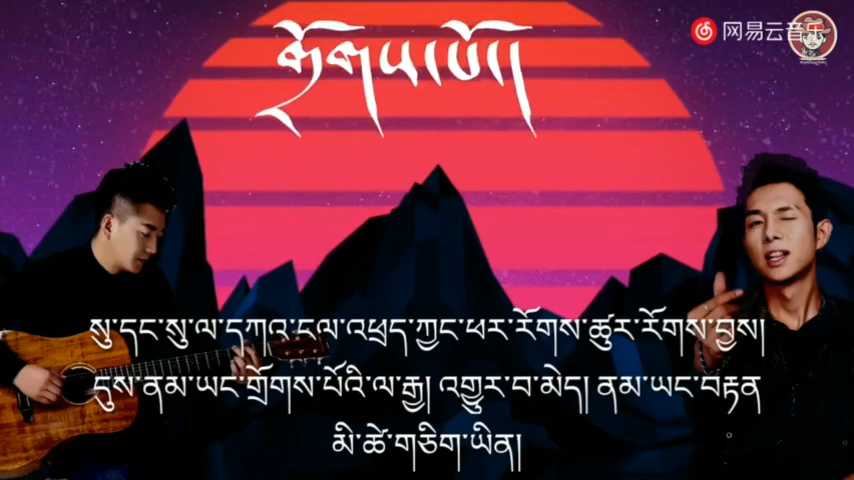 网易云音乐
སུ་དང་སུ་ལ་དཀའ་ངལ་འཕྲད་ཀྱང་ཕར་རོགས་ཚུར་རོགས་བྱས།
དུས་ནམ་ཡང་གྲོགས་པོའི་ལ་རྒྱ། འགྱུར་བ་མེད། ནམ་ཡང་བརྟན
མི་ཚེ་གཅིག་ཡིན།